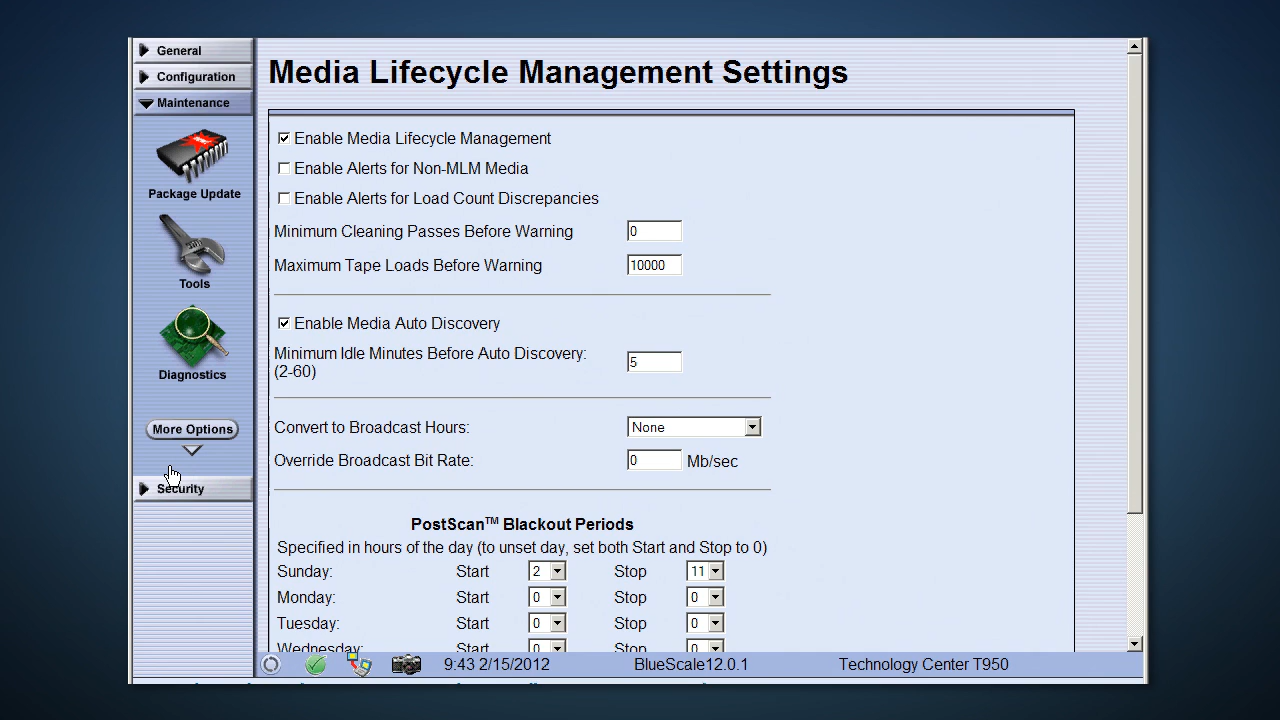 General
Configuration
Maintenance
Package Update
Tools
Diagnostics
More Options
Security
Media Lifecycle Management Settings
Enable Media Lifecycle Management
Enable Alerts for Non-MLM Media
Enable Alerts for Load Count Discrepancies
Minimum Cleaning Passes Before Warning 0
Maximum Tape Loads Before Warning 10000
Enable Media Auto Discovery
Minimum Idle Minutes Before Auto Discovery: 5
(2-60)
Convert to Broadcast Hours: None
Override Broadcast Bit Rate: 0 Mb/sec
PostScan™ Blackout Periods
Specified in hours of the day (to unset day, set both Start and Stop to 0)
Sunday: Start 2 Stop 11
Monday: Start 0 Stop 0
Tuesday: Start 0 Stop 0
Wednesday: Start 0 Stop 0
9:43 2/15/2012 BlueScale12.0.1 Technology Center T950